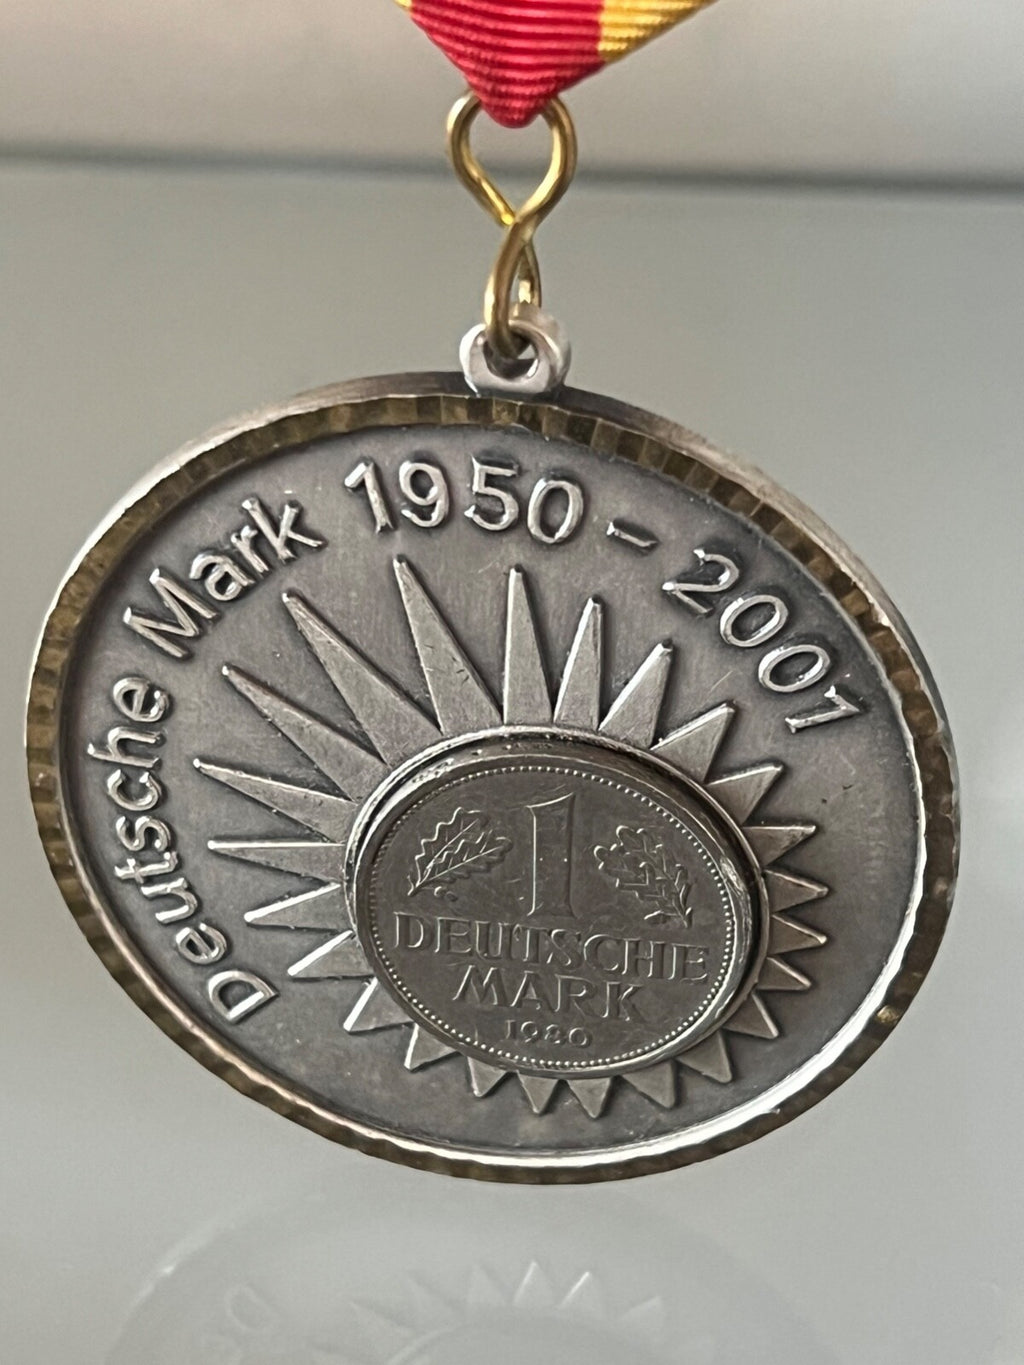 Deutsche Mark 1950 - 2001
1
DEUTSCHE
MARK
1980